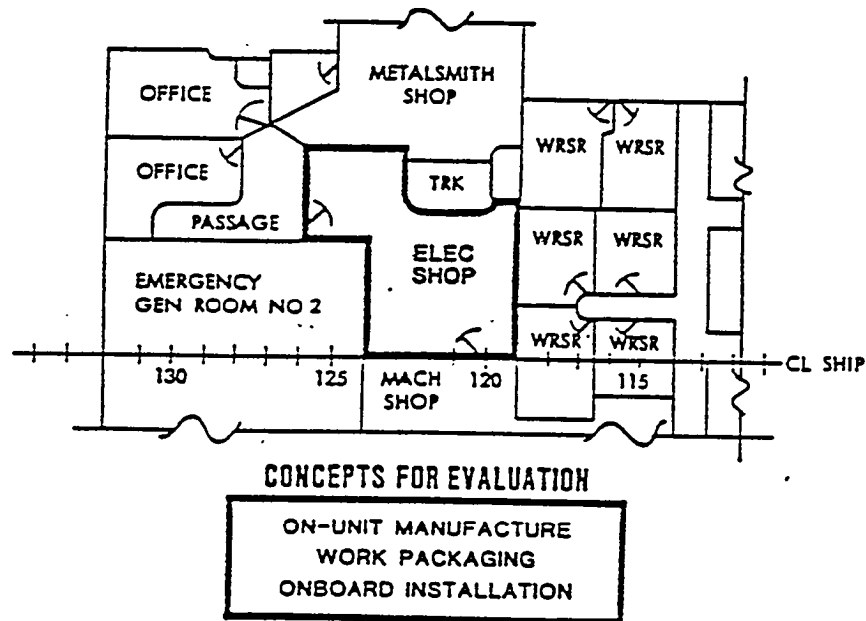 METALSMITH
SHOP
OFFICE
WRSR
WRSR
OFFICE
TRK
PASSAGE
WRSR
WRSR
ELEC
SHOP
EMERGENCY
GEN ROOM NO 2
WRSR
WRSR
CL SHIP
130
125
120
115
MACH
SHOP
CONCEPTS FOR EVALUATION
ON-UNIT MANUFACTURE
WORK PACKAGING
ONBOARD INSTALLATION